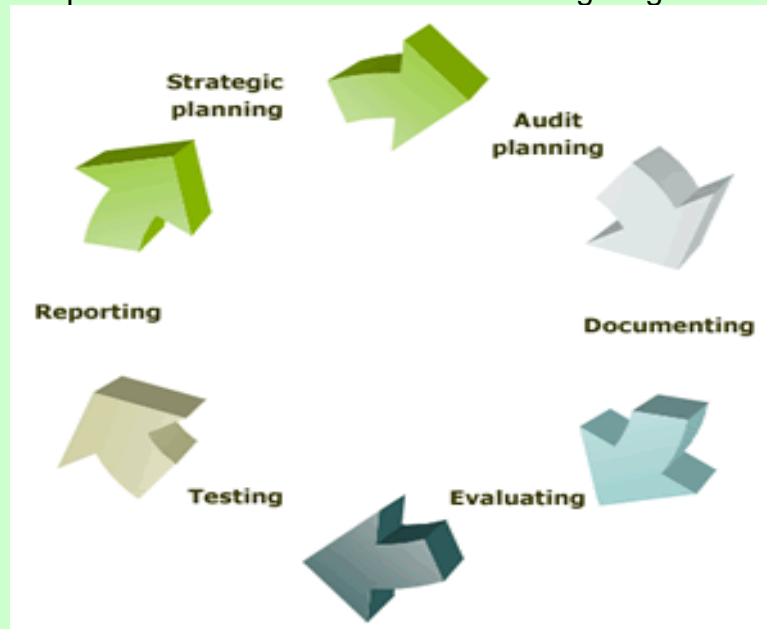 Strategic
planning
Audit
planning
Documenting
Evaluating
Testing
Reporting